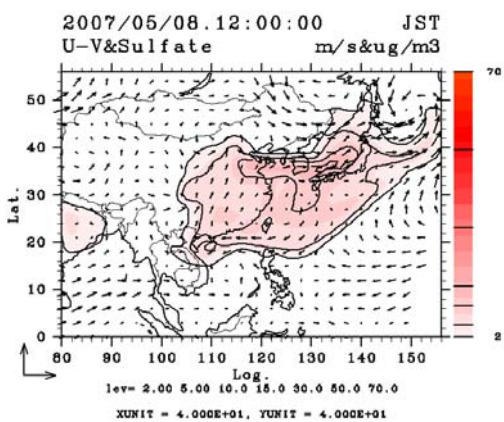 2007/05/08.12:00:00 JST
U-V&Sulfate m/s&ug/m3
70
50
40
30
20
10
0
Lat.
2
80 90 100 110 120 130 140 150
Log.
lev= 2.00 5.00 10.0 15.0 30.0 50.0 70.0
XUNIT = 4.000E+01, YUNIT = 4.000E+01